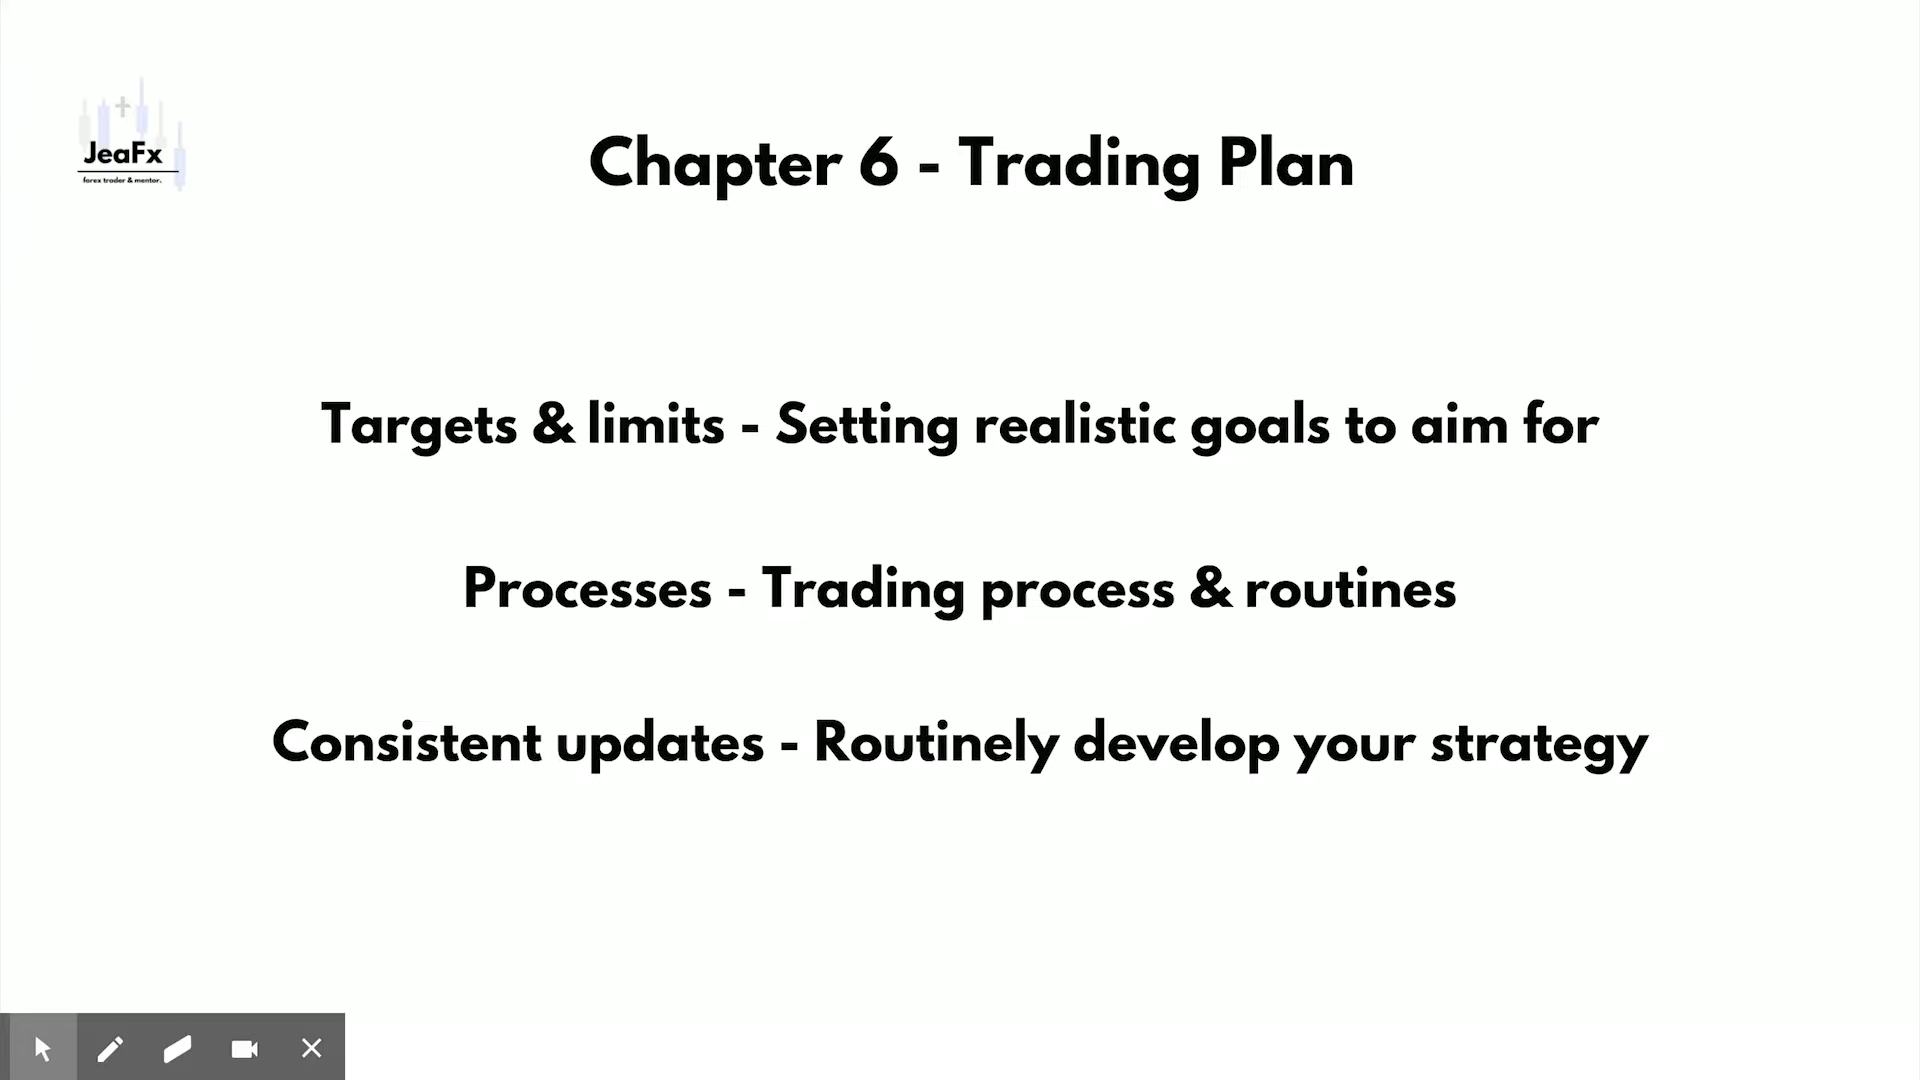 JeaFx
forex trader & mentor.
Chapter 6 - Trading Plan
Targets & limits - Setting realistic goals to aim for
Processes - Trading process & routines
Consistent updates - Routinely develop your strategy